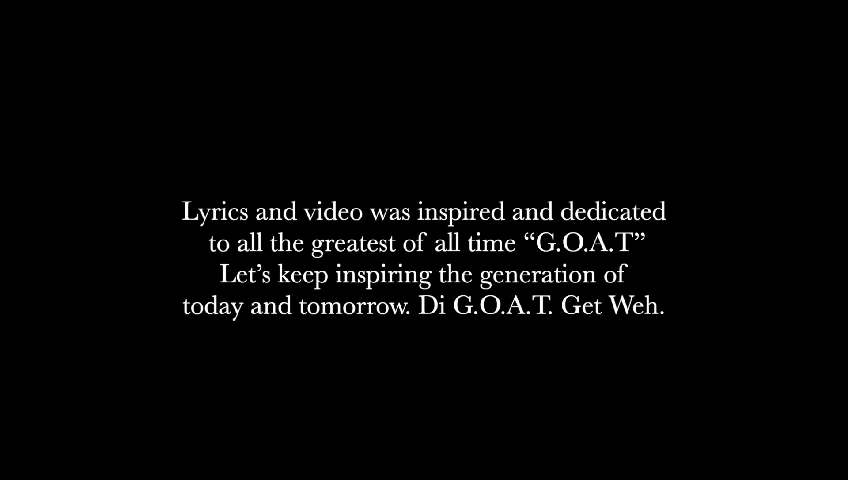 Lyrics and video was inspired and dedicated
to all the greatest of all time “G.O.A.T”
Let’s keep inspiring the generation of
today and tomorrow. Di G.O.A.T. Get Weh.